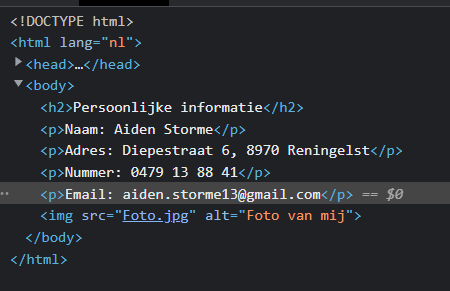 <!DOCTYPE html>
<html lang="nl">
<head>…</head>
<body>
<h2>Persoonlijke informatie</h2>
<p>Naam: Aiden Storme</p>
<p>Adres: Diepestraat 6, 8970 Reningelst</p>
<p>Nummer: 0479 13 88 41</p>
<p>Email: aiden.storme13@gmail.com</p> == $0
<img src="Foto.jpg" alt="Foto van mij">
</body>
</html>